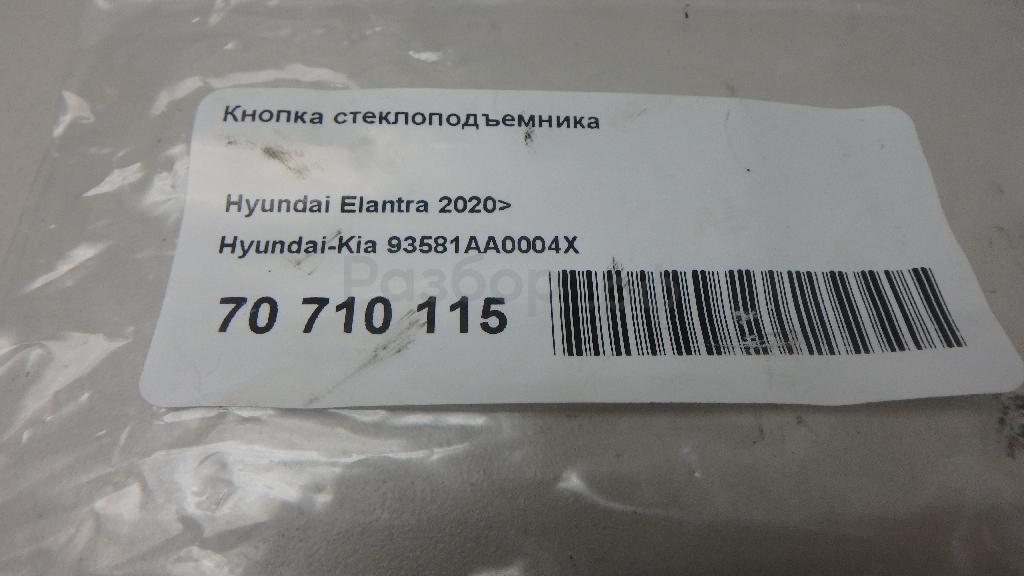 Кнопка стеклоподъемника
Hyundai Elantra 2020>
Hyundai-Kia 93581AA0004X
70 710 115